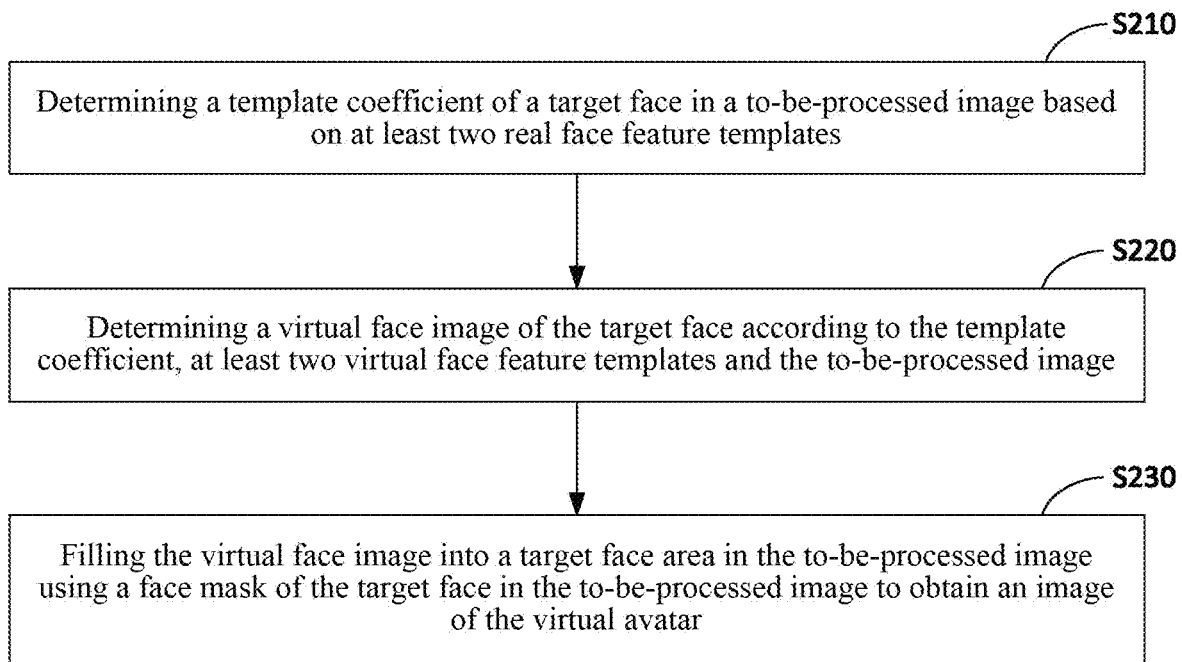 S210
Determining a template coefficient of a target face in a to-be-processed image based
on at least two real face feature templates
S220
Determining a virtual face image of the target face according to the template
coefficient, at least two virtual face feature templates and the to-be-processed image
S230
Filling the virtual face image into a target face area in the to-be-processed image
using a face mask of the target face in the to-be-processed image to obtain an image
of the virtual avatar